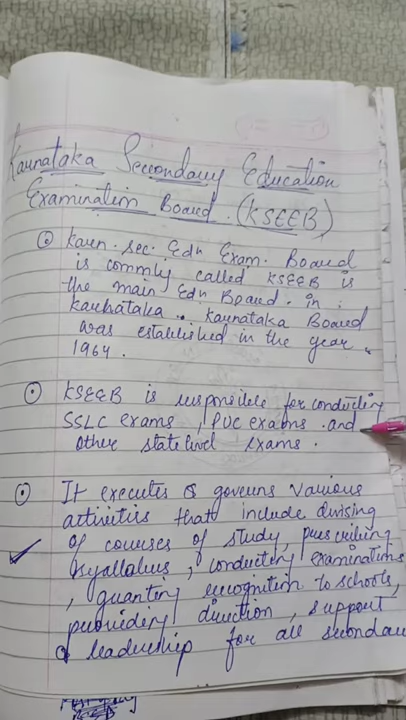 Karnataka Secondary Education
Examination Board. (KSEEB)
Karn. Sec. Edn Exam. Board
is commly called KSEEB is
the main Edn Board. in
Karnataka. Karnataka Board
was established in the year
1964.
KSEEB is responsible for conducting
SSLC exams, PUC exams and
other state level exams.
It executes & governs various
activities that include divising
of courses of study, prescribing
syallabus, conducting examinations
, granting recognition to schools,
providing direction, support
& leadership for all secondar